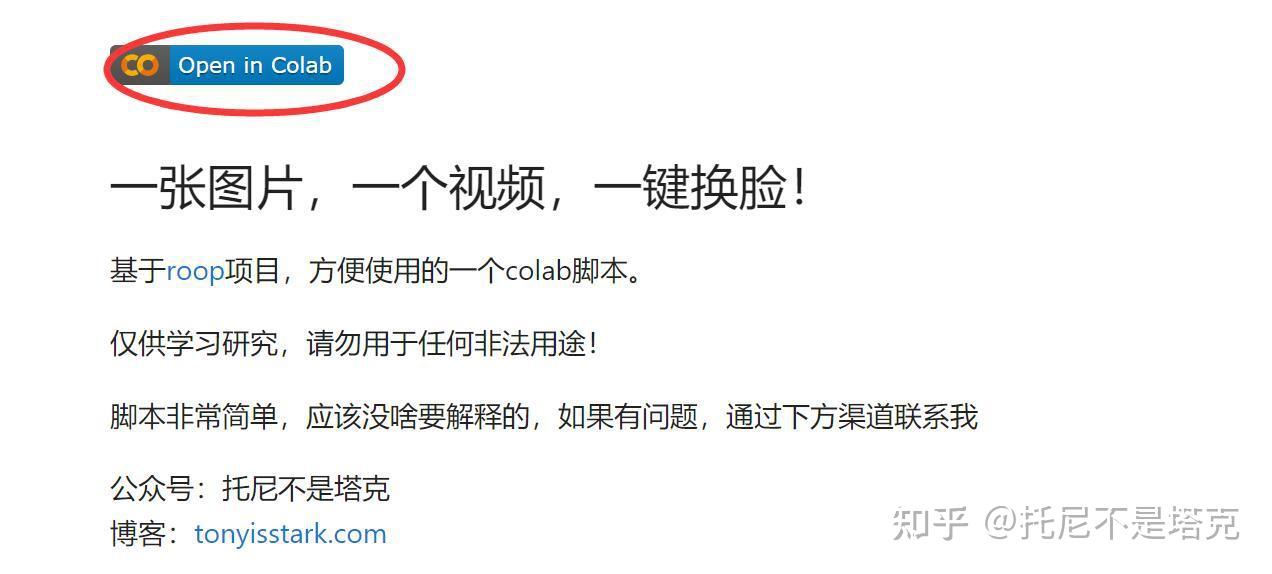 Open in Colab
一张图片，一个视频，一键换脸！
基于roop项目，方便使用的一个colab脚本。
仅供学习研究，请勿用于任何非法用途！
脚本非常简单，应该没啥要解释的，如果有问题，通过下方渠道联系我
公众号：托尼不是塔克
博客：tonyisstark.com
知乎 @托尼不是塔克